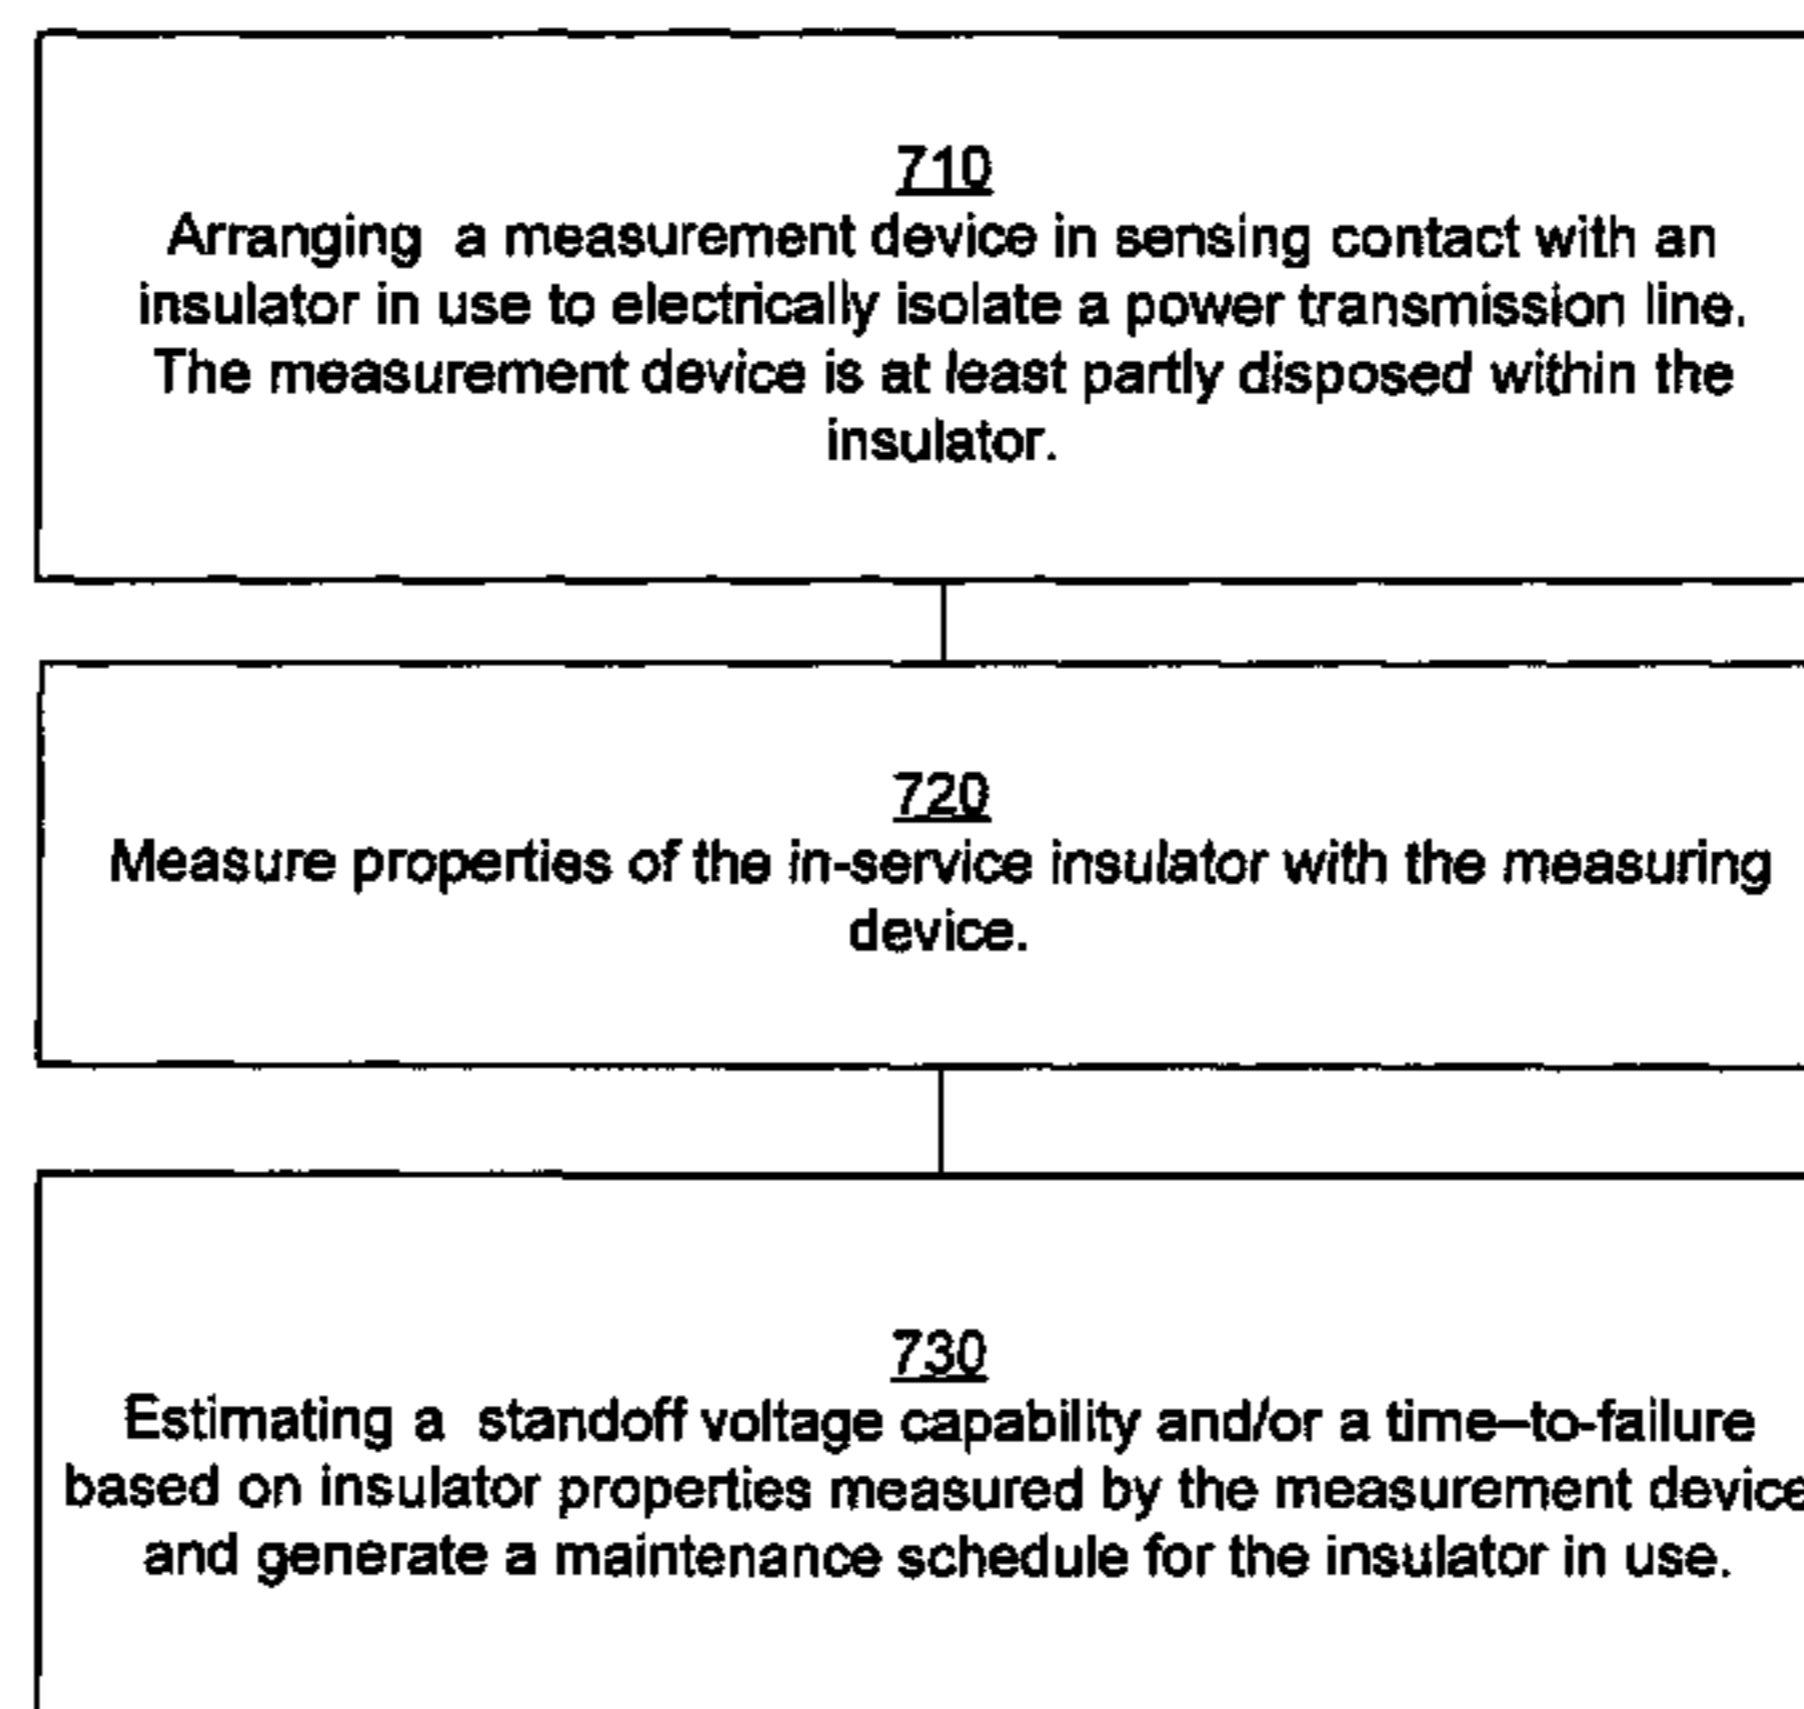 710
Arranging a measurement device in sensing contact with an
insulator in use to electrically isolate a power transmission line.
The measurement device is at least partly disposed within the
insulator.
720
Measure properties of the in-service insulator with the measuring
device.
730
Estimating a standoff voltage capability and/or a time–to-failure
based on insulator properties measured by the measurement device
and generate a maintenance schedule for the insulator in use.